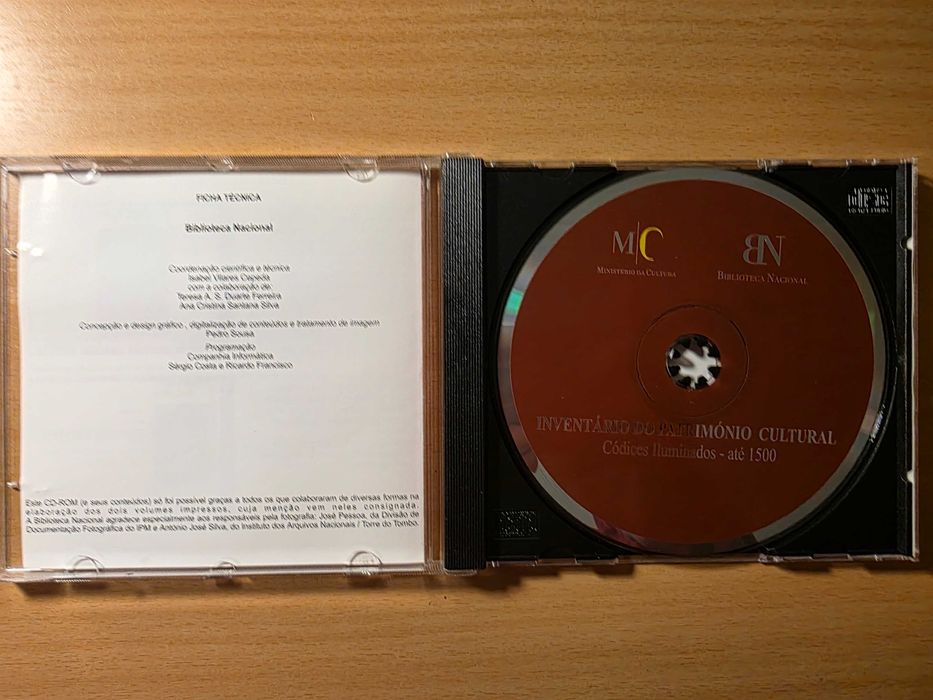 FICHA TÉCNICA
Biblioteca Nacional
Coordenação científica e técnica
Isabel Vilares Cepeda
com a colaboração de:
Teresa A. S. Duarte Ferreira
Ana Cristina Santana Silva
Concepção e design gráfico , digitalização de conteúdos e tratamento de imagem
Pedro Sousa
Programação
Companhia Informática
Sérgio Costa e Ricardo Francisco
Este CD-ROM (e seus conteúdos) só foi possível graças a todos os que colaboraram de diversas formas na
elaboração dos dois volumes impressos, cuja menção vem neles consignada.
A Biblioteca Nacional agradece especialmente aos responsáveis pela fotografia: José Pessoa, da Divisão de
Documentação Fotográfica do IPM e António José Silva, do Instituto dos Arquivos Nacionais / Torre do Tombo.
M|C
MINISTÉRIO DA CULTURA
BN
BIBLIOTECA NACIONAL
INVENTÁRIO DO PATRIMÓNIO CULTURAL
Códices Iluminados - até 1500